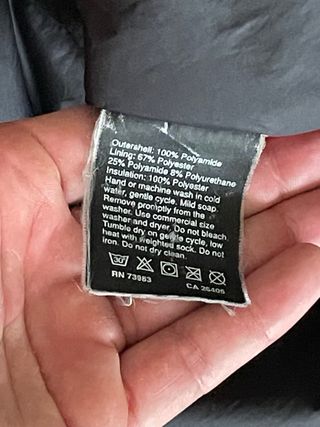 Outershell: 100% Polyamide
Lining: 67% Polyester
25% Polyamide 8% Polyurethane
Insulation: 100% Polyester
Hand or machine wash in cold
water, gentle cycle. Mild soap
Remove promptly from the
washer. Use commercial size
washer and dryer. Do not bleach.
Tumble dry on gentle cycle, low
heat with weighted sock. Do not
iron. Do not dry clean.
30
RN 73983
CA 26405